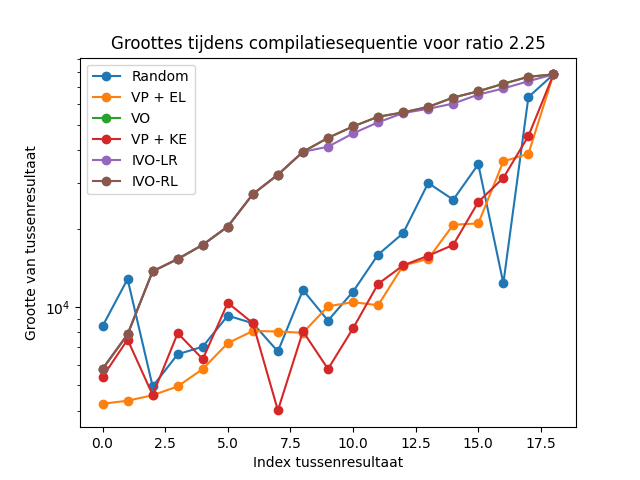 Groottes tijdens compilatiesequentie voor ratio 2.25
Random
VP + EL
VO
VP + KE
IVO-LR
IVO-RL
Grootte van tussenresultaat
10^4
0.0 2.5 5.0 7.5 10.0 12.5 15.0 17.5
Index tussenresultaat